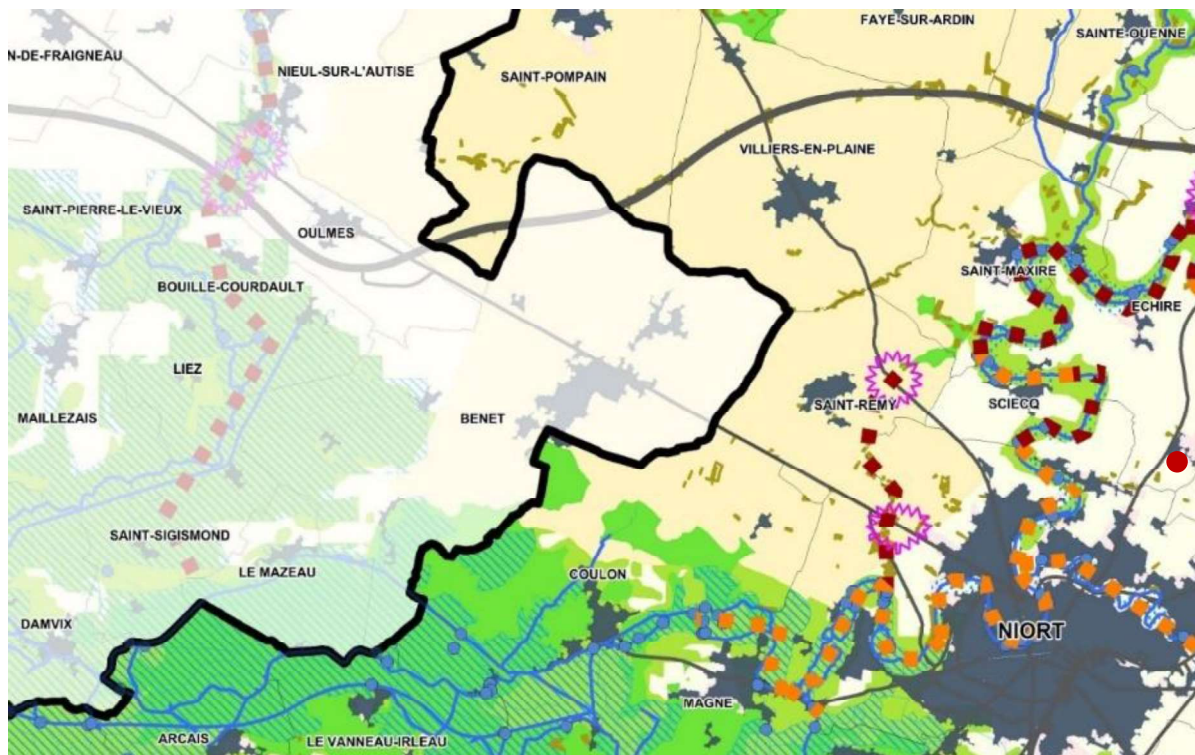 FAYE-SUR-ARDIN
SAINTE-OUENNE
N-DE-FRAIGNEAU
NIEUL-SUR-L'AUTISE
SAINT-POMPAIN
VILLIERS-EN-PLAINE
SAINT-PIERRE-LE-VIEUX
OULMES
SAINT-MAXIRE
BOUILLE-COURDAULT
ECHIRE
LIEZ
MAILLEZAIS
BENET
SAINT-REMY
SCIECQ
SAINT-SIGISMOND
LE MAZEAU
COULON
DAMVIX
NIORT
MAGNE
ARCAIS
LE VANNEAU-IRLEAU